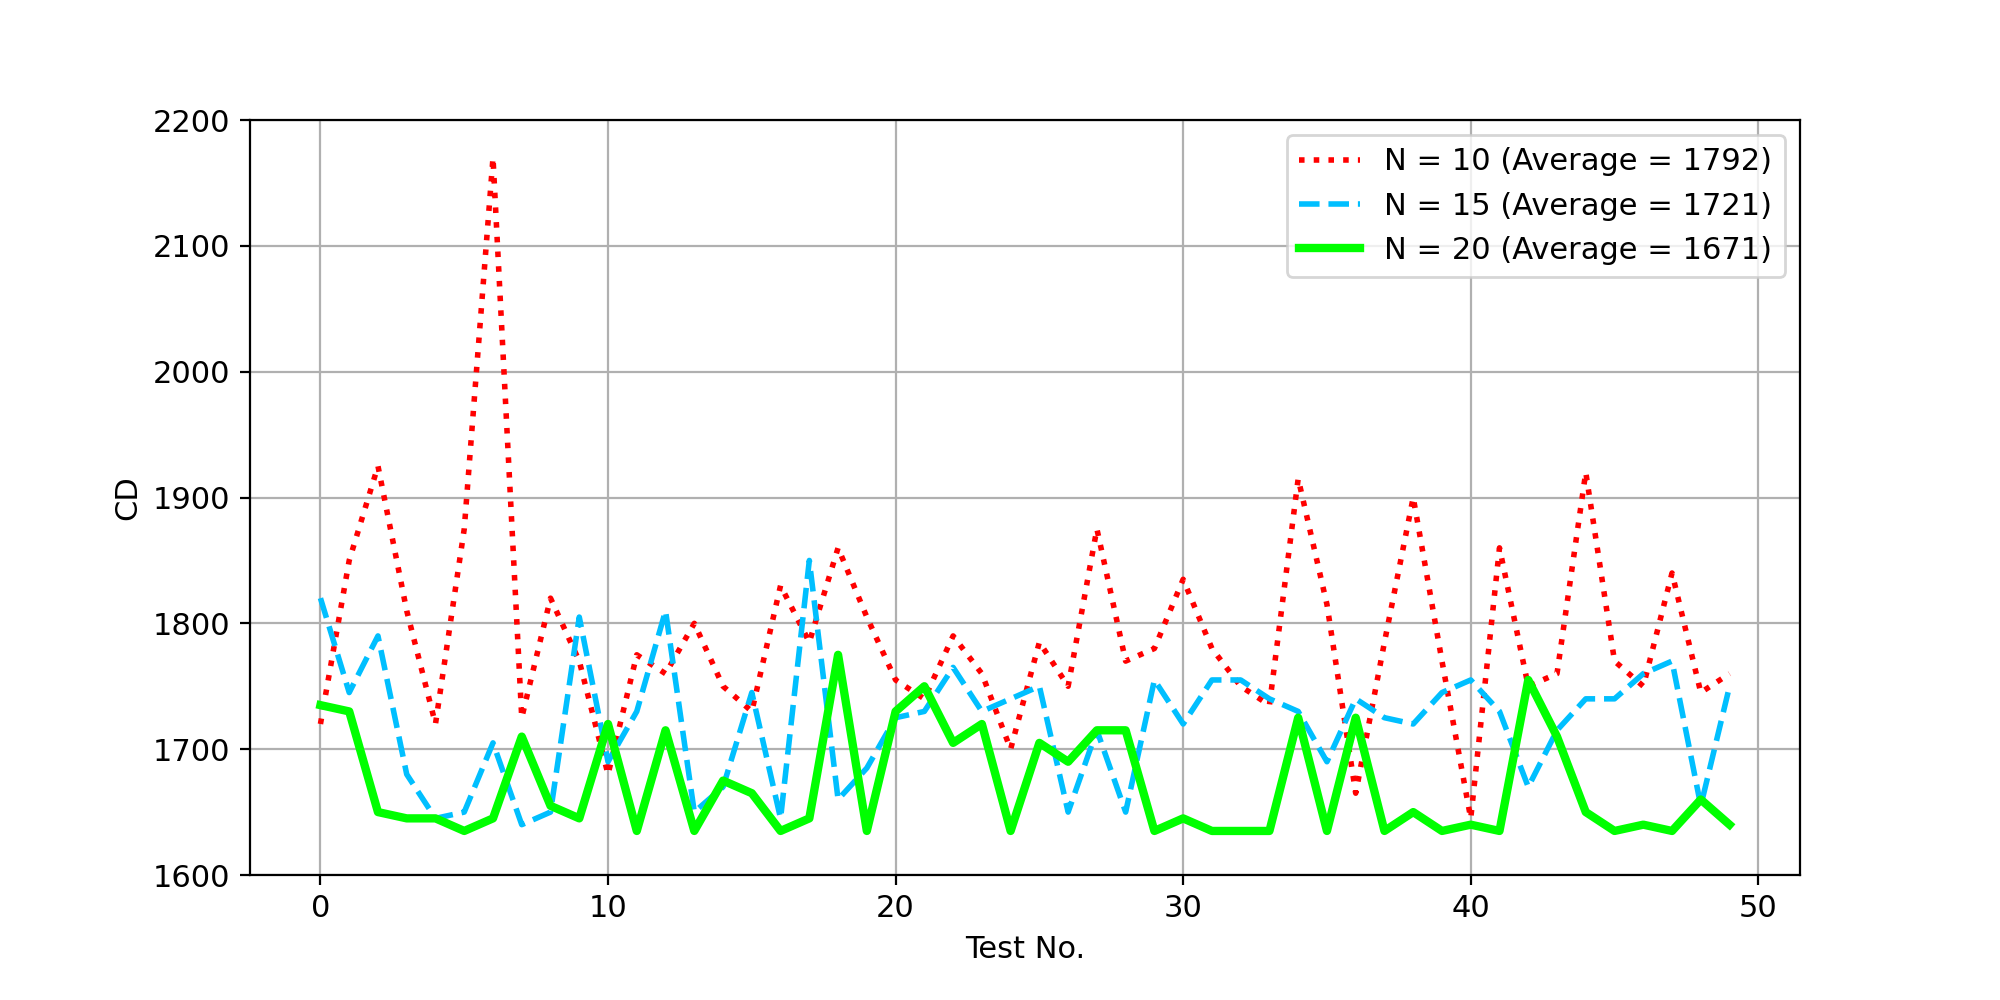 2200
2100
2000
1900
1800
1700
1600
CD
N = 10 (Average = 1792)
N = 15 (Average = 1721)
N = 20 (Average = 1671)
0 10 20 30 40 50
Test No.